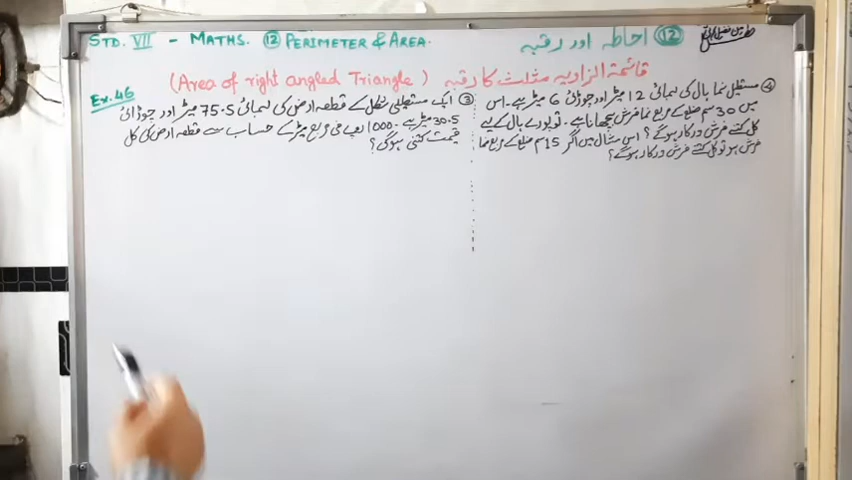 STD. VII - MATHS. ⑫ PERIMETER & AREA. احاطہ اور رقبہ ⑫
(Area of right angled Triangle) قائمۃ الزاویہ مثلث کا رقبہ
Ex.46
③ ایک مستطیلی شکل کے قطعہ ارض کی لمبائی 75.5 میٹر اور چوڑائی
30.5 میٹر ہے۔ 1000 روپے فی مربع میٹر کے حساب سے قطعہ ارض کی کل
قیمت کتنی ہوگی؟
④ مستطیل نما ہال کی لمبائی 12 میٹر اور چوڑائی 6 میٹر ہے۔ اس
میں 30 سم ضلع کے مربع نما فرش بچھانا ہے۔ تو پورے ہال کے لیے
کل کتنے فرش درکار ہوگے؟ اسی مثال میں اگر 15 سم ضلع کے مربع نما
فرش ہو تو کل کتنے فرش درکار ہوگے؟